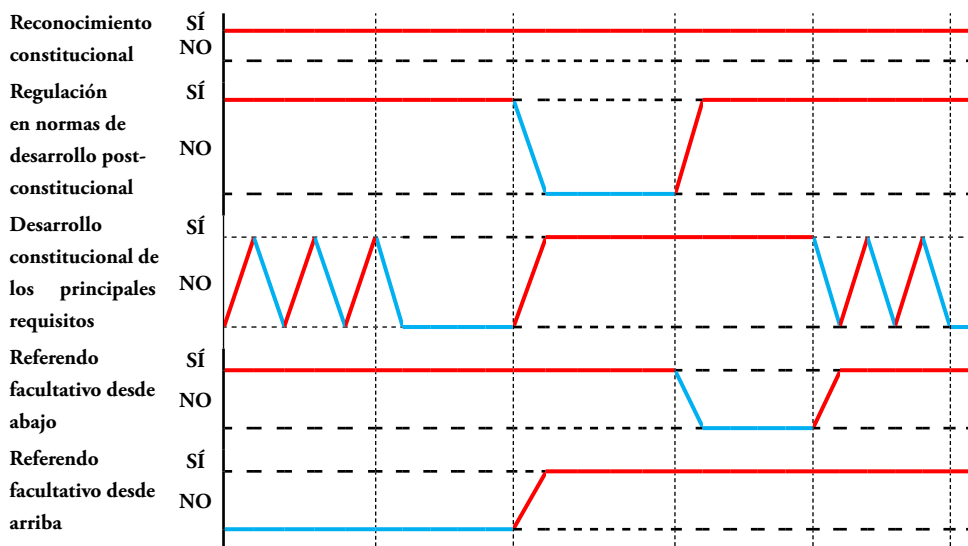 Reconocimiento
constitucional
SÍ
NO
Regulación
en normas de
desarrollo post-
constitucional
SÍ
NO
Desarrollo
constitucional de
los principales
requisitos
SÍ
NO
Referendo
facultativo desde
abajo
SÍ
NO
Referendo
facultativo desde
arriba
SÍ
NO